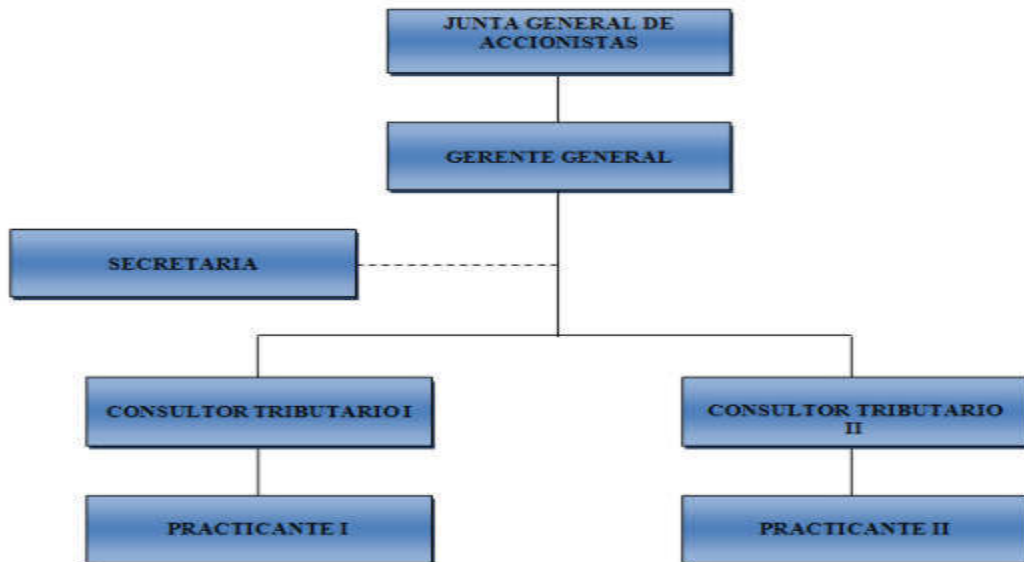 JUNTA GENERAL DE
ACCIONISTAS
GERENTE GENERAL
SECRETARIA
CONSULTOR TRIBUTARIO I
CONSULTOR TRIBUTARIO
II
PRACTICANTE I
PRACTICANTE II